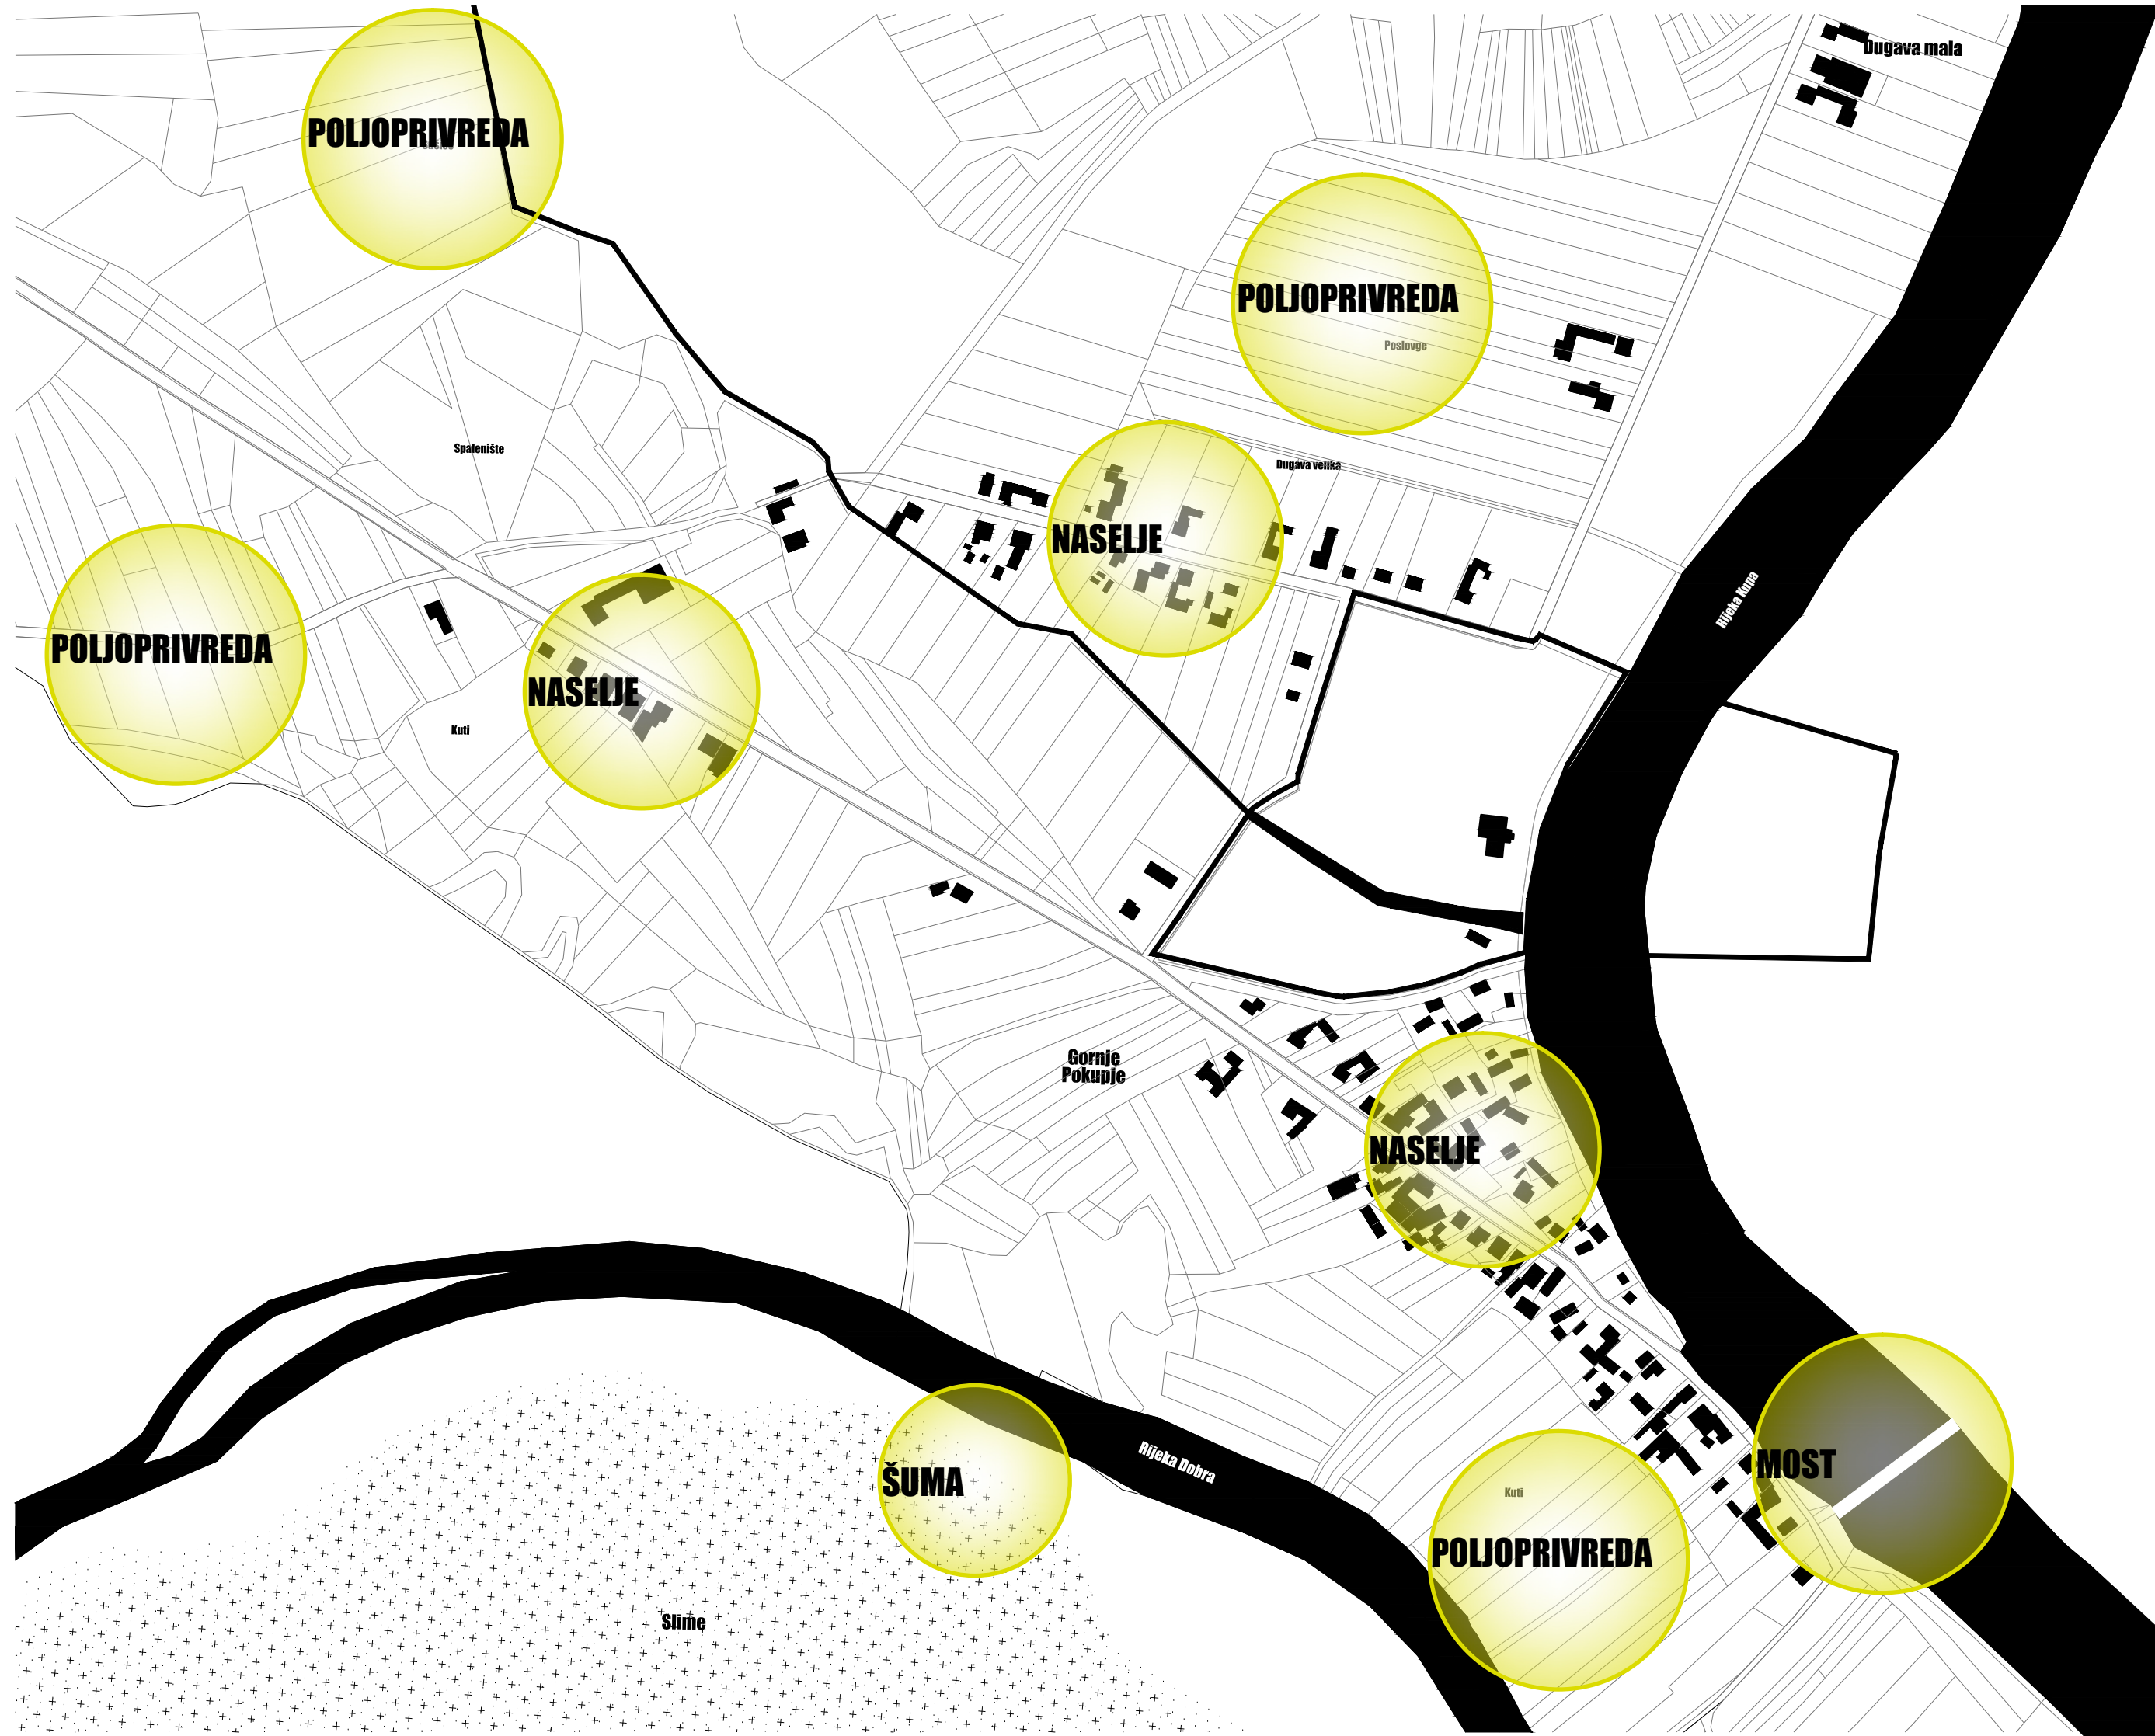 Dugava mala
POLJOPRIVREDA
POLJOPRIVREDA
Poslovge
Spalenište
Dugava velika
NASELJE
Rijeka Kupa
POLJOPRIVREDA
NASELJE
Kuti
Gornje
Pokupje
NASELJE
MOST
Rijeka Dobra
ŠUMA
Kuti
POLJOPRIVREDA
Slime